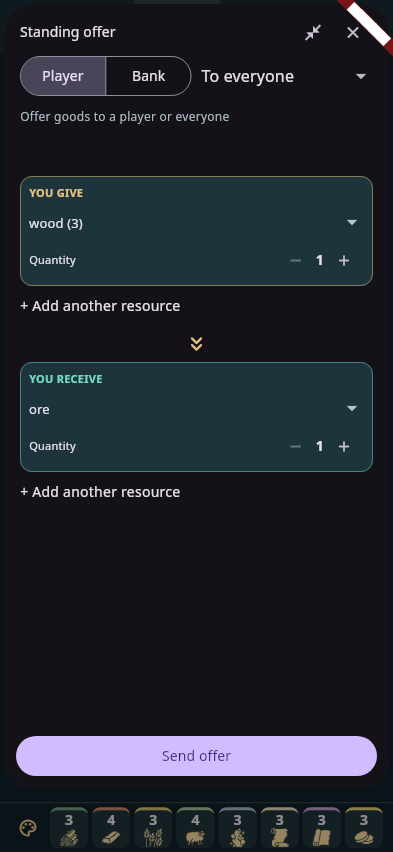 Standing offer
Player Bank To everyone
Offer goods to a player or everyone
YOU GIVE
wood (3)
Quantity 1
+ Add another resource
YOU RECEIVE
ore
Quantity 1
+ Add another resource
Send offer
3 4 3 4 3 3 3 3